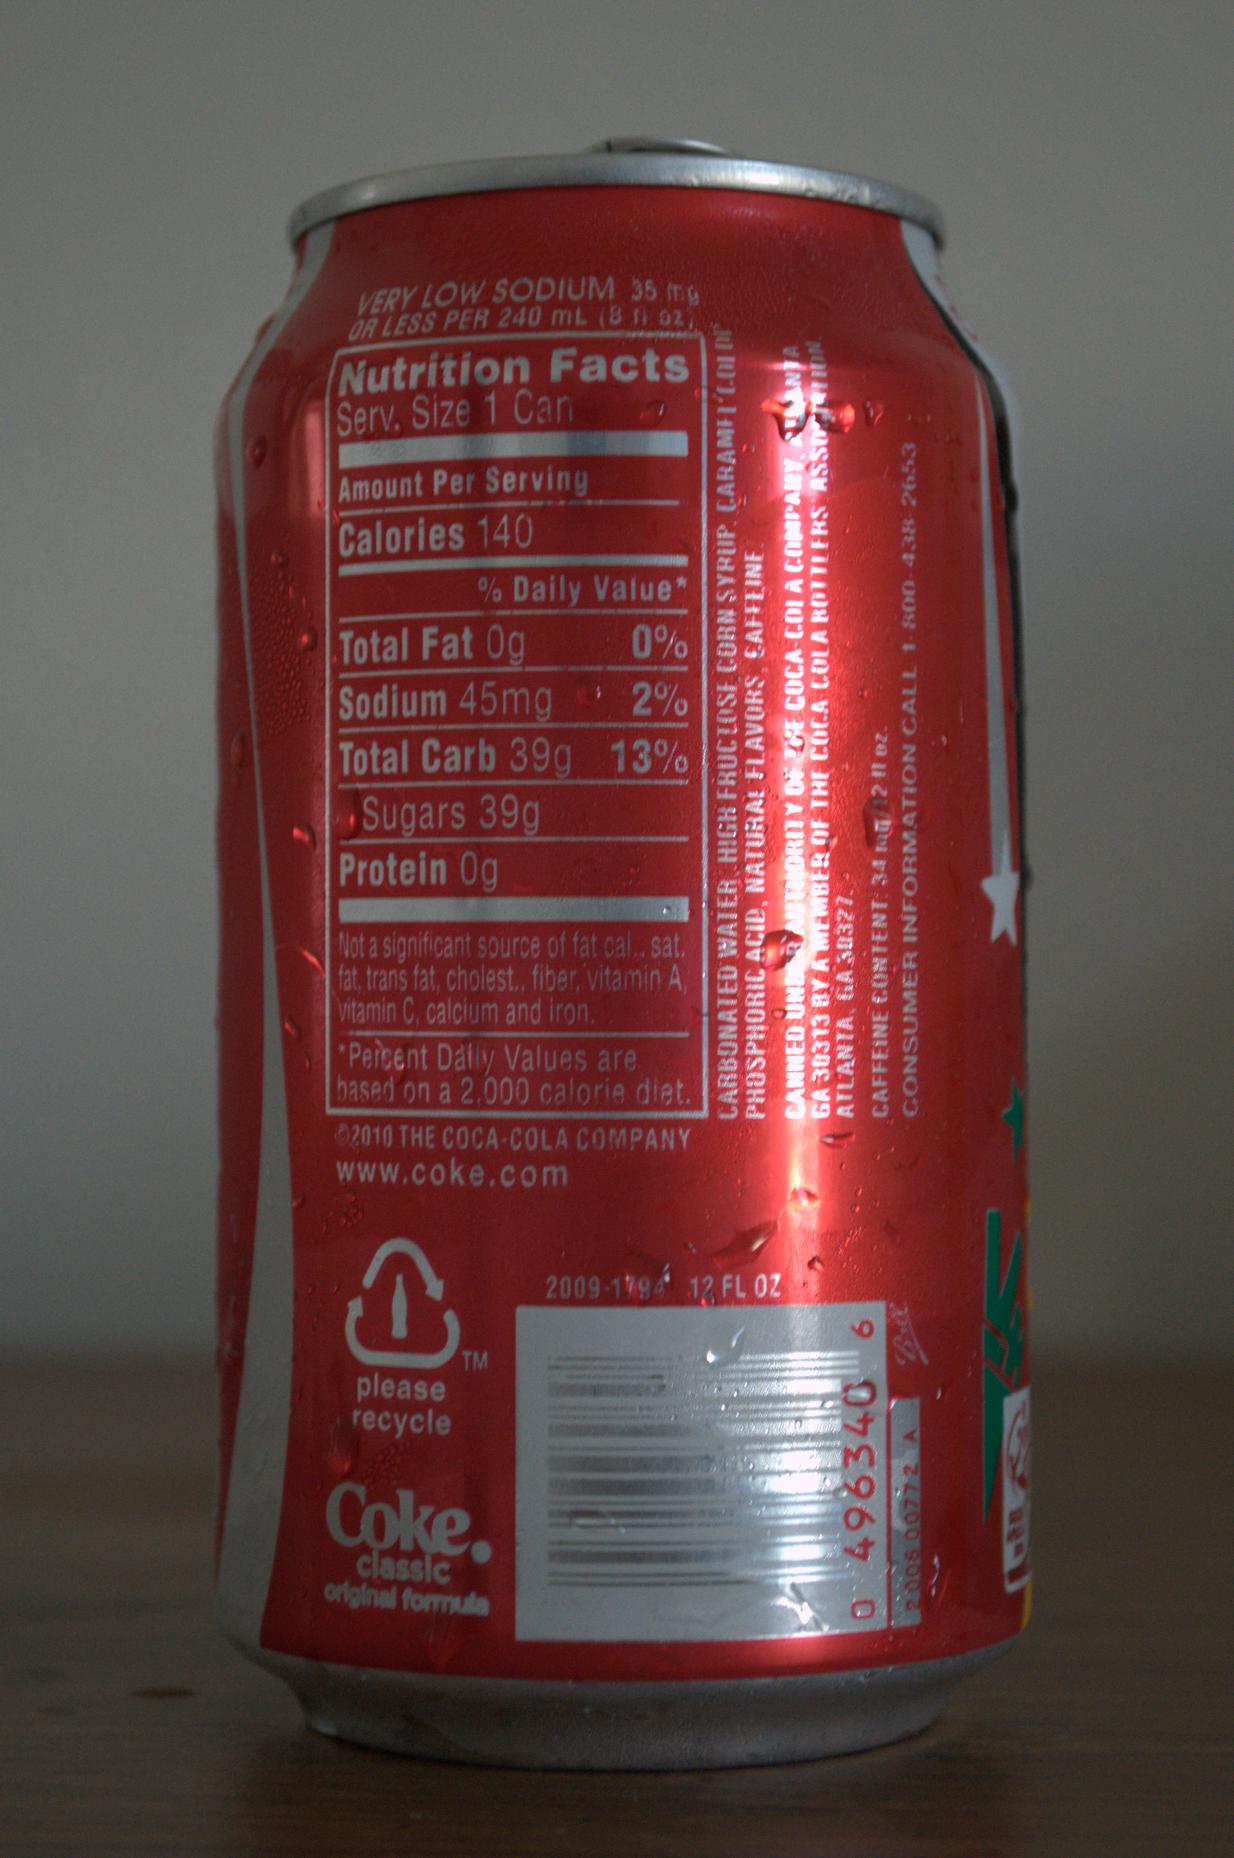 VERY LOW SODIUM 35 mg
OR LESS PER 240 mL (8 fl oz)
Nutrition Facts
Serv. Size 1 Can
Amount Per Serving
Calories 140
% Daily Value*
Total Fat 0g 0%
Sodium 45mg 2%
Total Carb 39g 13%
Sugars 39g
Protein 0g
Not a significant source of fat cal., sat.
fat, trans fat, cholest., fiber, vitamin A,
vitamin C, calcium and iron.
*Percent Daily Values are
based on a 2,000 calorie diet.
©2010 THE COCA-COLA COMPANY
www.coke.com
CARBONATED WATER, HIGH FRUCTOSE CORN SYRUP, CARAMEL COLOR
PHOSPHORIC ACID, NATURAL FLAVORS, CAFFEINE
CANNED UNDER AUTHORITY OF THE COCA-COLA COMPANY, ATLANTA,
GA 30313 BY A MEMBER OF THE COCA-COLA BOTTLERS' ASSOCIATION,
ATLANTA, GA 30327.
CAFFEINE CONTENT: 34 mg/12 fl oz.
CONSUMER INFORMATION CALL 1-800-438-2653
TM
please
recycle
Coke.
classic
original formula
2009-1794 12 FL OZ
0 496340 6
2006 00772 A